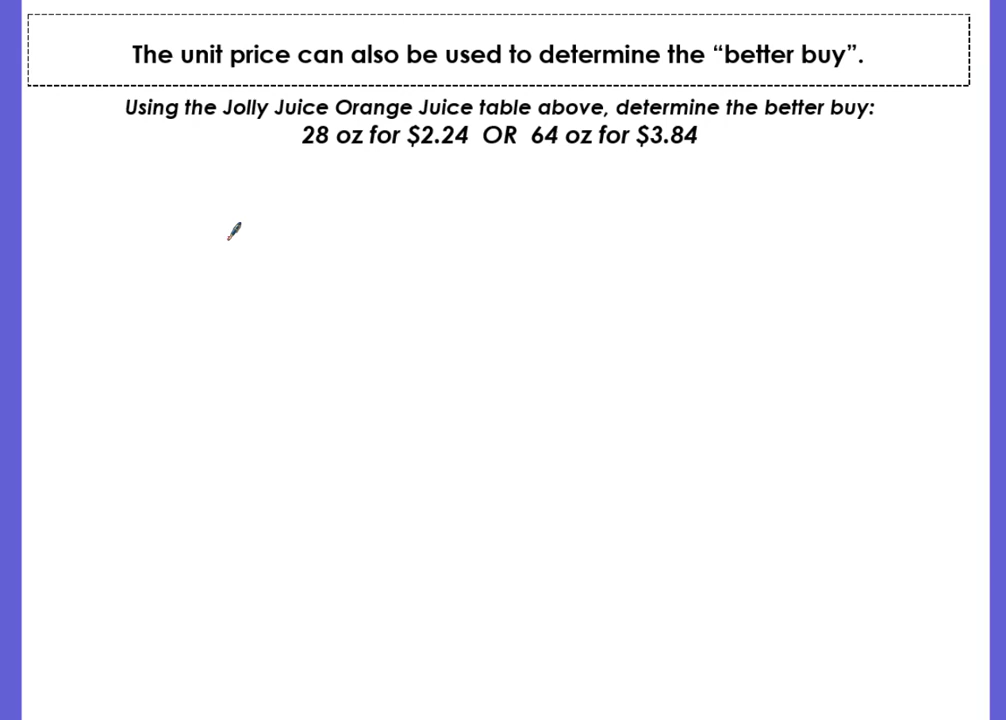 The unit price can also be used to determine the “better buy”.
Using the Jolly Juice Orange Juice table above, determine the better buy:
28 oz for $2.24 OR 64 oz for $3.84